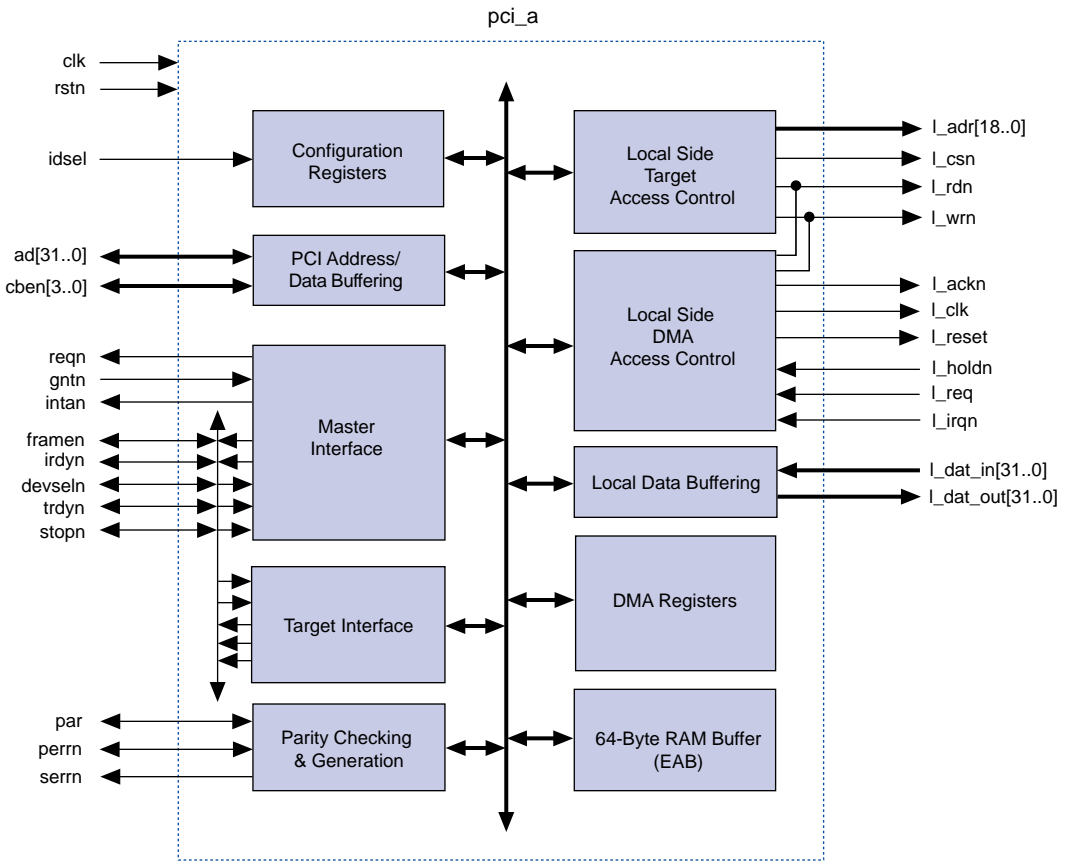 pci_a
clk
rstn
idsel
ad[31..0]
cben[3..0]
reqn
gntn
intan
framen
irdyn
devseln
trdyn
stopn
par
perrn
serrn
Configuration
Registers
PCI Address/
Data Buffering
Master
Interface
Target Interface
Parity Checking
& Generation
Local Side
Target
Access Control
Local Side
DMA
Access Control
Local Data Buffering
DMA Registers
64-Byte RAM Buffer
(EAB)
l_adr[18..0]
l_csn
l_rdn
l_wrn
l_ackn
l_clk
l_reset
l_holdn
l_req
l_irqn
l_dat_in[31..0]
l_dat_out[31..0]